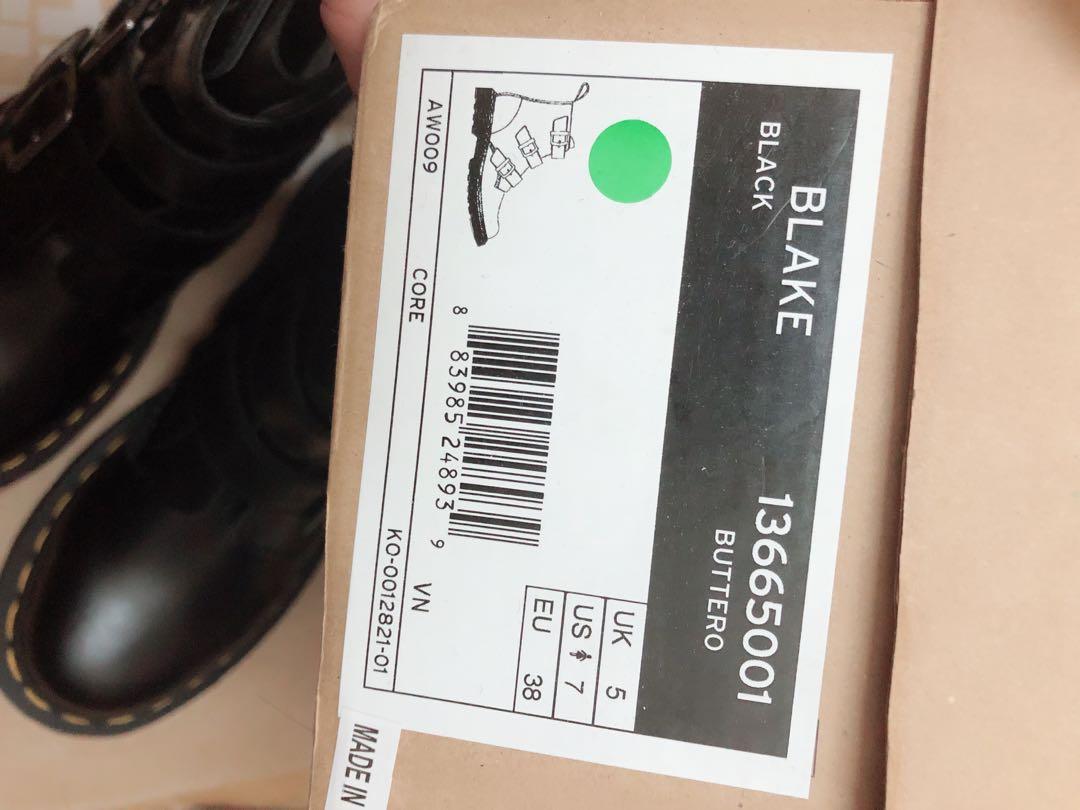 BLAKE 13665001
BLACK BUTTERO
UK 5
US 7
EU 38
8 83985 24893 9
AW009 CORE VN
KO-0012821-01
MADE IN